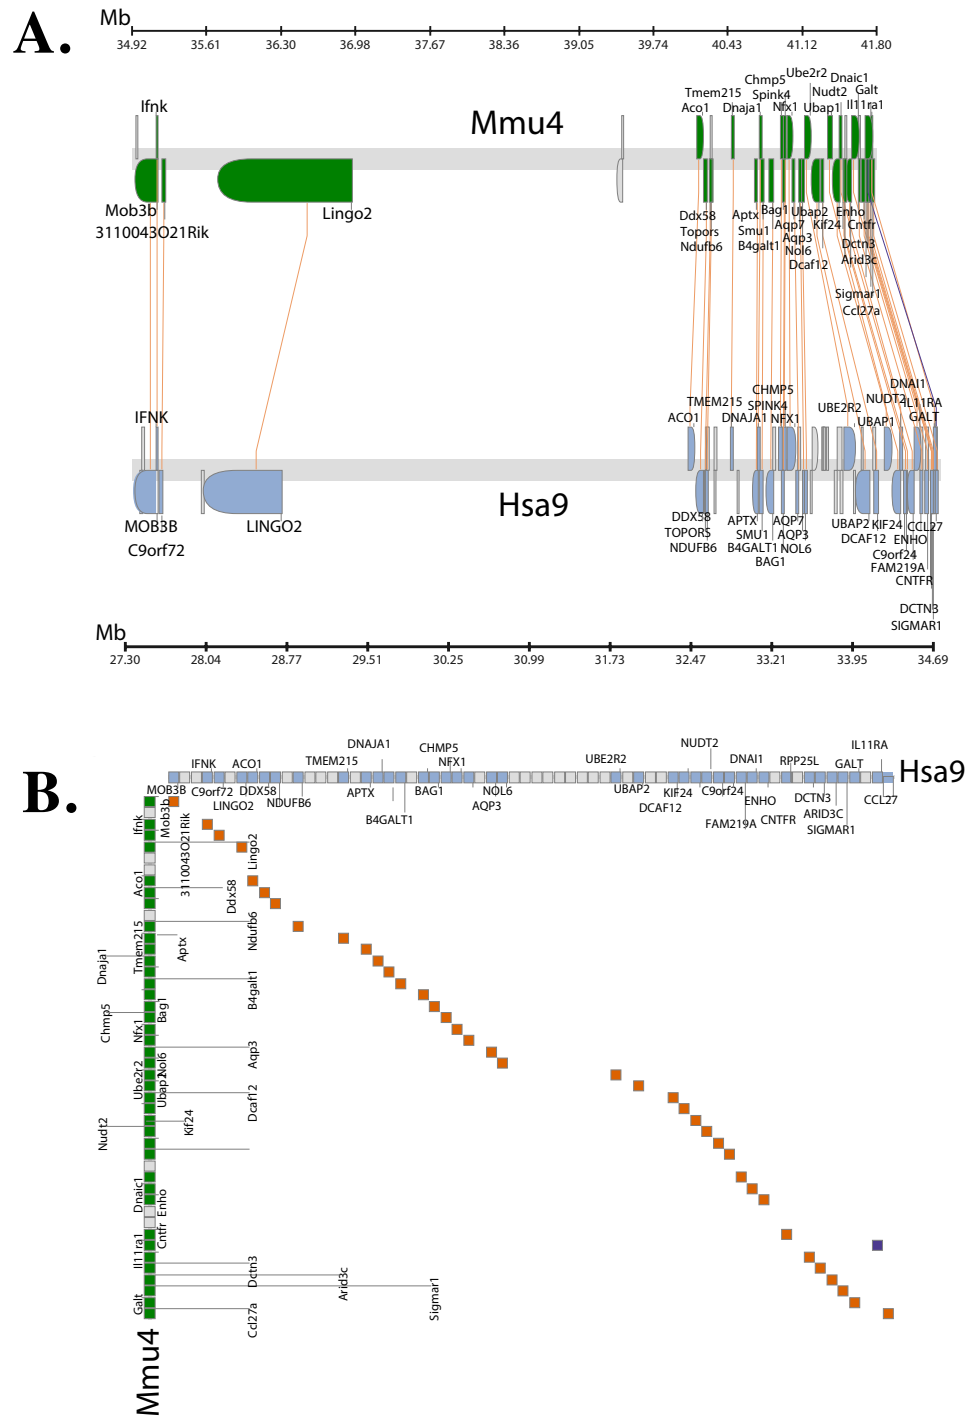 A.
Mb
34.92 35.61 36.30 36.98 37.67 38.36 39.05 39.74 40.43 41.12 41.80
Ube2r2
Chmp5 Dnaic1
Tmem215 Spink4 Nudt2 Galt
Ifnk Aco1 Dnaja1 Nfx1 Ubap1 Il11ra1
Mmu4
Mob3b Lingo2 Ddx58 Aptx Bag1 Ubap2 Enho
3110043O21Rik Topors Smu1 Aqp7 Kif24 Cntfr
Ndufb6 B4galt1 Aqp3 Dctn3
Nol6 Arid3c
Dcaf12
Sigmar1
Ccl27a
DNAI1
CHMP5 NUDT2 IL11RA
TMEM215 SPINK4 UBE2R2
IFNK ACO1 DNAJA1 NFX1 UBAP1 GALT
Hsa9
MOB3B LINGO2 DDX58 APTX AQP7 UBAP2 KIF24 CCL27
C9orf72 TOPORS SMU1 AQP3 DCAF12 ENHO
NDUFB6 B4GALT1 NOL6 C9orf24
BAG1 FAM219A
CNTFR
DCTN3
SIGMAR1
Mb
27.30 28.04 28.77 29.51 30.25 30.99 31.73 32.47 33.21 33.95 34.69
B.
DNAJA1 CHMP5 NUDT2 IL11RA
IFNK ACO1 TMEM215 NFX1 UBE2R2 DNAI1 RPP25L GALT
Hsa9
MOB3B C9orf72 DDX58 APTX BAG1 NOL6 UBAP2 KIF24 C9orf24 ENHO DCTN3 CCL27
LINGO2 NDUFB6 B4GALT1 AQP3 DCAF12 FAM219A CNTFR ARID3C
SIGMAR1
Ifnk Mob3b
3110043O21Rik
Lingo2
Aco1
Ddx58
Ndufb6
Tmem215
Aptx
Dnaja1
B4galt1
Chmp5
Bag1
Nfx1
Aqp3
Nol6
Ube2r2
Ubap2
Dcaf12
Kif24
Nudt2
Dnaic1
Enho
Cntfr
Il11ra1
Dctn3
Arid3c
Sigmar1
Galt
Ccl27a
Mmu4